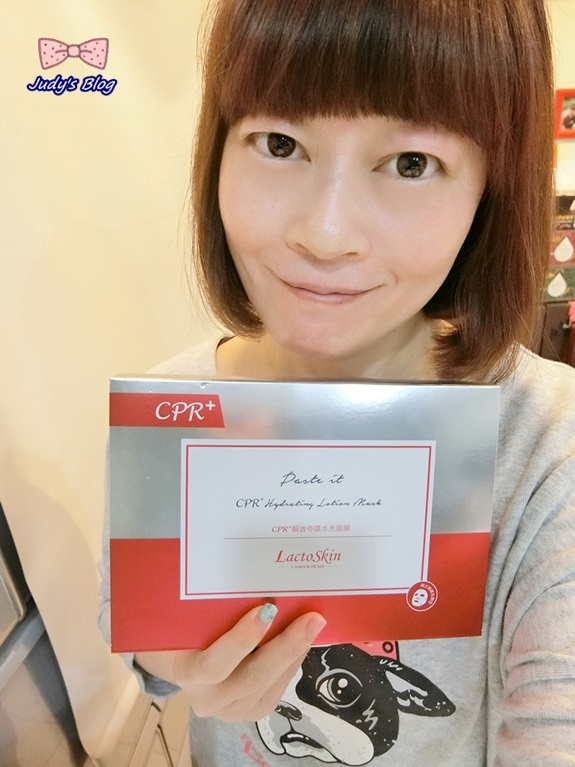 Judy's Blog
CPR+
Paste it
CPR+ Hydrating Lotion Mask
CPR+瞬效奇蹟水光面膜
LactoSkin